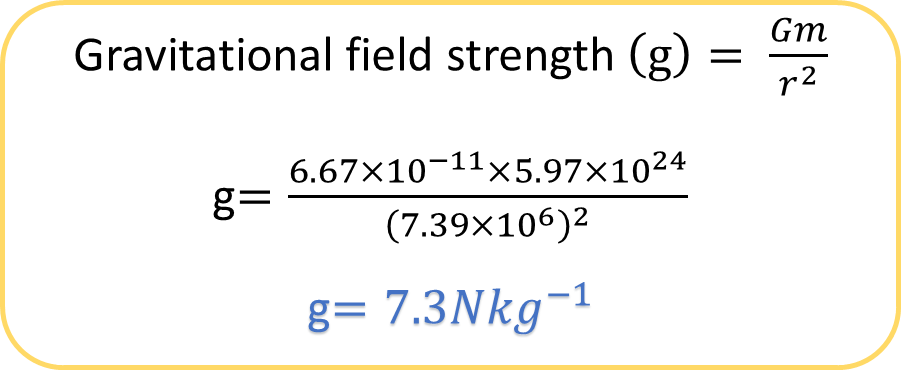 Gravitational field strength (g) = Gm/r²
g= 6.67×10⁻¹¹×5.97×10²⁴/(7.39×10⁶)²
g= 7.3Nkg⁻¹